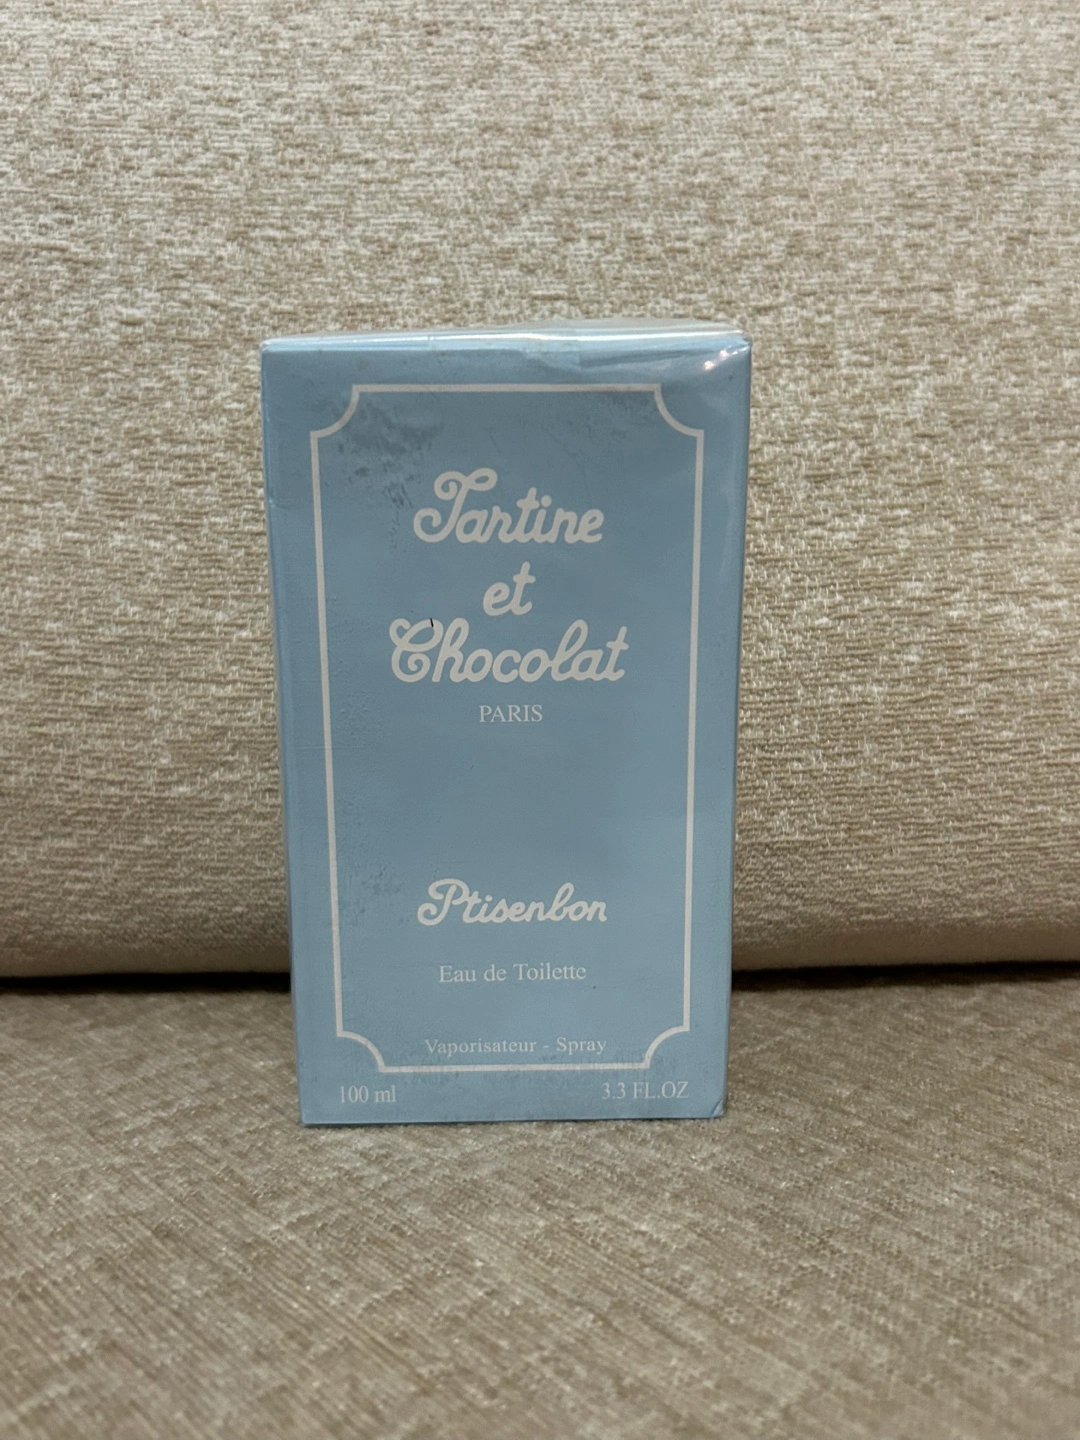 Tartine
et
Chocolat
PARIS
Ptisenbon
Eau de Toilette
Vaporisateur - Spray
100 ml 3.3 FL.OZ